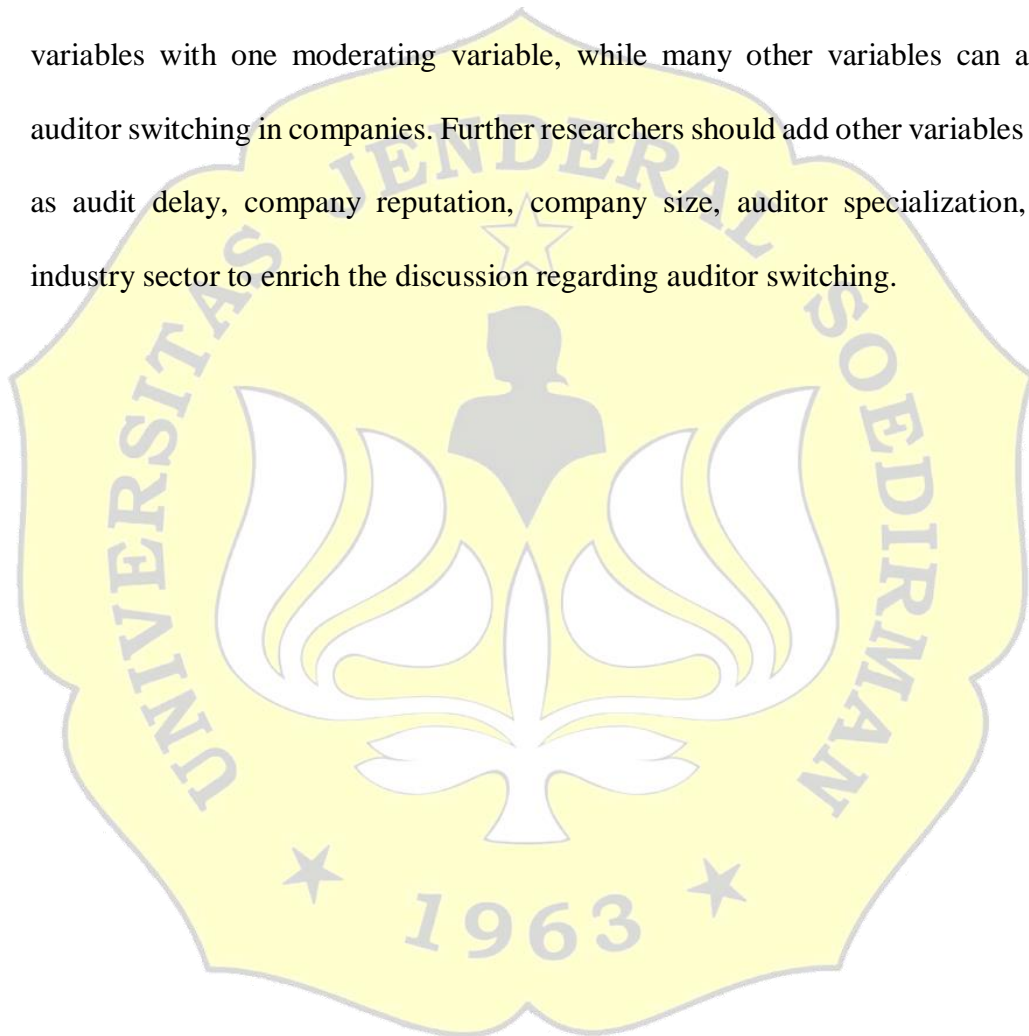 variables with one moderating variable, while many other variables can a
auditor switching in companies. Further researchers should add other variables
as audit delay, company reputation, company size, auditor specialization,
industry sector to enrich the discussion regarding auditor switching.
UNIVERSITAS JENDERAL SOEDIRMAN
1963